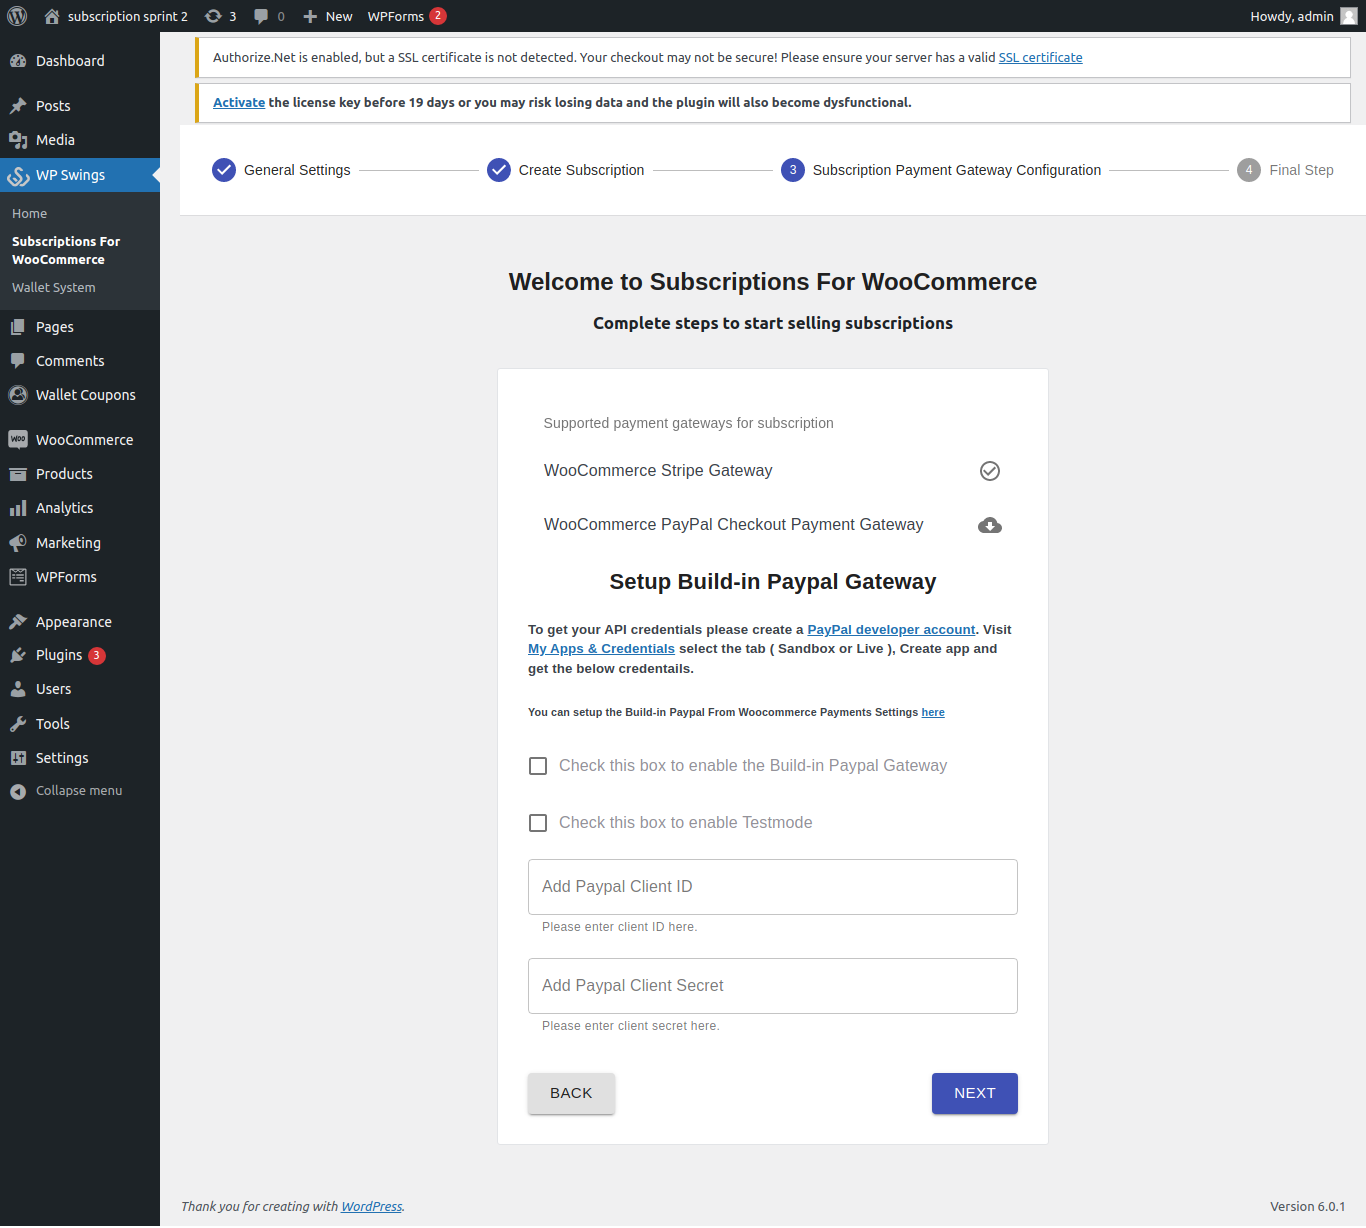 subscription sprint 2
3
0
New
WPForms 2
Howdy, admin
Dashboard
Posts
Media
WP Swings
Home
Subscriptions For
WooCommerce
Wallet System
Pages
Comments
Wallet Coupons
WOO WooCommerce
Products
Analytics
Marketing
WPForms
Appearance
Plugins 3
Users
Tools
Settings
Collapse menu
Authorize.Net is enabled, but a SSL certificate is not detected. Your checkout may not be secure! Please ensure your server has a valid SSL certificate
Activate the license key before 19 days or you may risk losing data and the plugin will also become dysfunctional.
General Settings
Create Subscription
3 Subscription Payment Gateway Configuration
4 Final Step
Welcome to Subscriptions For WooCommerce
Complete steps to start selling subscriptions
Supported payment gateways for subscription
WooCommerce Stripe Gateway
WooCommerce PayPal Checkout Payment Gateway
Setup Build-in Paypal Gateway
To get your API credentials please create a PayPal developer account. Visit
My Apps & Credentials select the tab ( Sandbox or Live ), Create app and
get the below credentails.
You can setup the Build-in Paypal From Woocommerce Payments Settings here
Check this box to enable the Build-in Paypal Gateway
Check this box to enable Testmode
Add Paypal Client ID
Please enter client ID here.
Add Paypal Client Secret
Please enter client secret here.
BACK
NEXT
Thank you for creating with WordPress.
Version 6.0.1